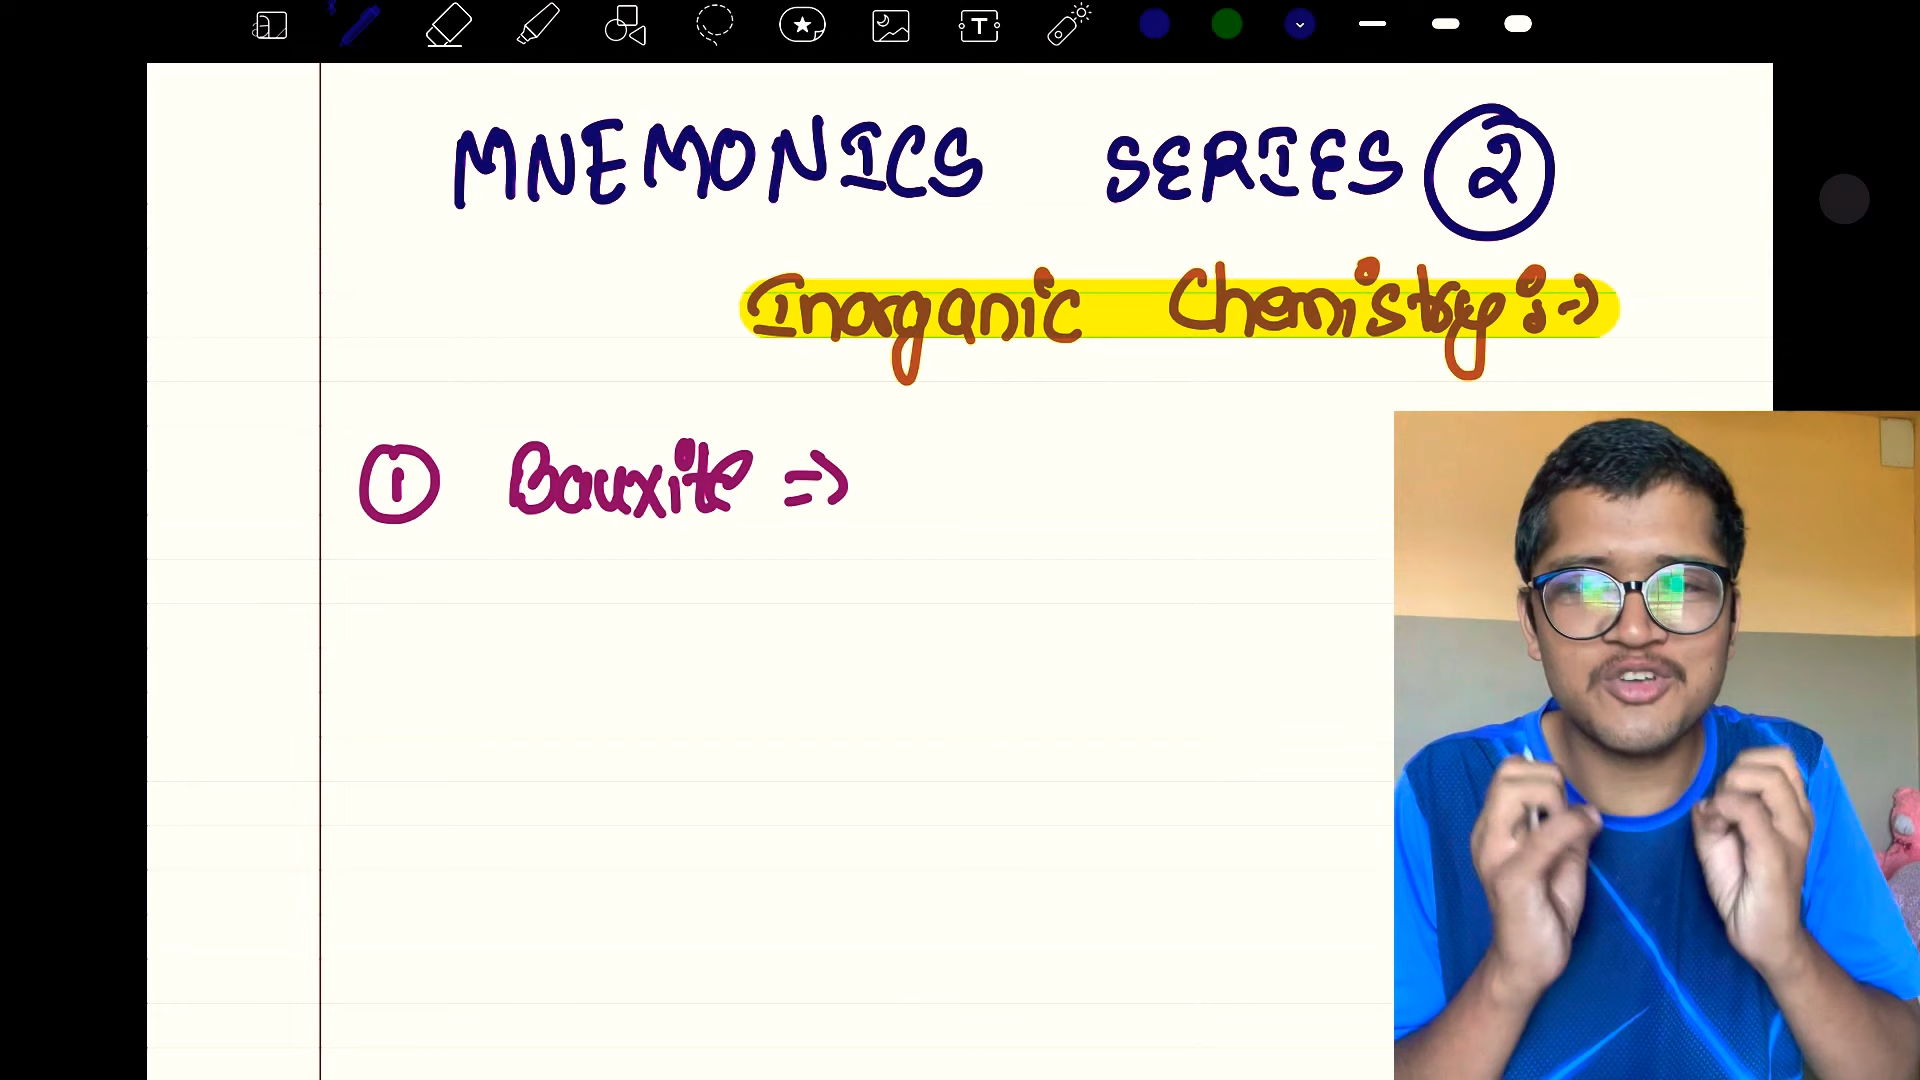 T
MNEMONICS SERIES 2
Inorganic Chemistry :->
1 Bauxite =>